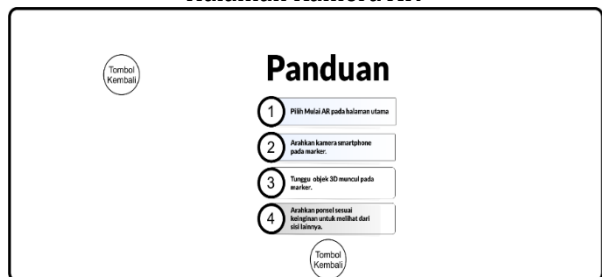 Halaman Kamera AR
Tombol
Kembali
Panduan
1
Pilih Mulai AR pada halaman utama
2
Arahkan kamera smartphone
pada marker.
3
Tunggu objek 3D muncul pada
marker.
4
Arahkan ponsel sesuai
keinginan untuk melihat dari
sisi lainnya.
Tombol
Kembali